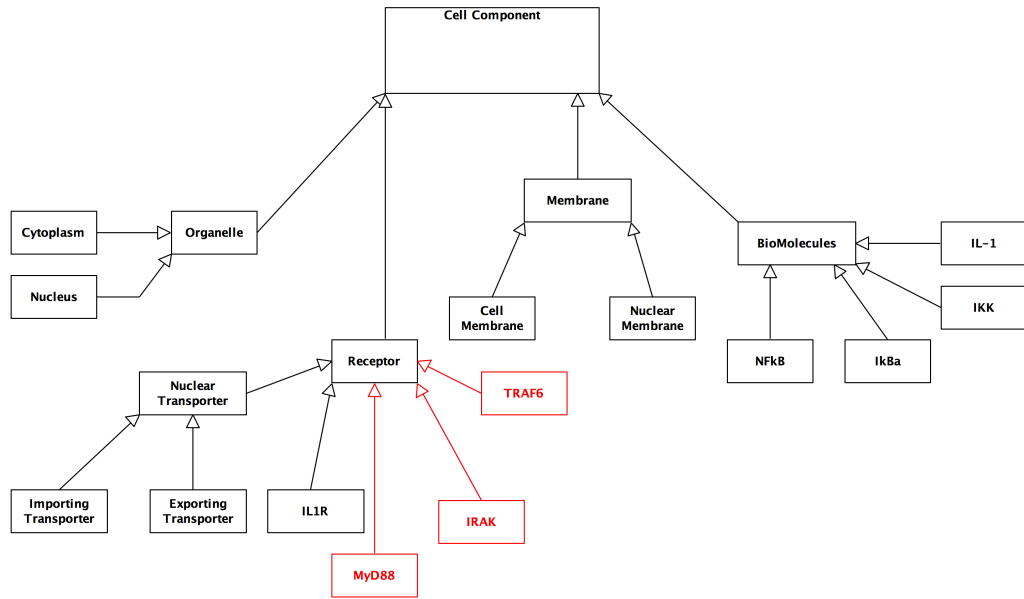 Cell Component
Membrane
Cytoplasm
Organelle
BioMolecules
IL-1
Nucleus
Cell
Membrane
Nuclear
Membrane
IKK
Receptor
NFkB
IkBa
Nuclear
Transporter
TRAF6
Importing
Transporter
Exporting
Transporter
IL1R
IRAK
MyD88